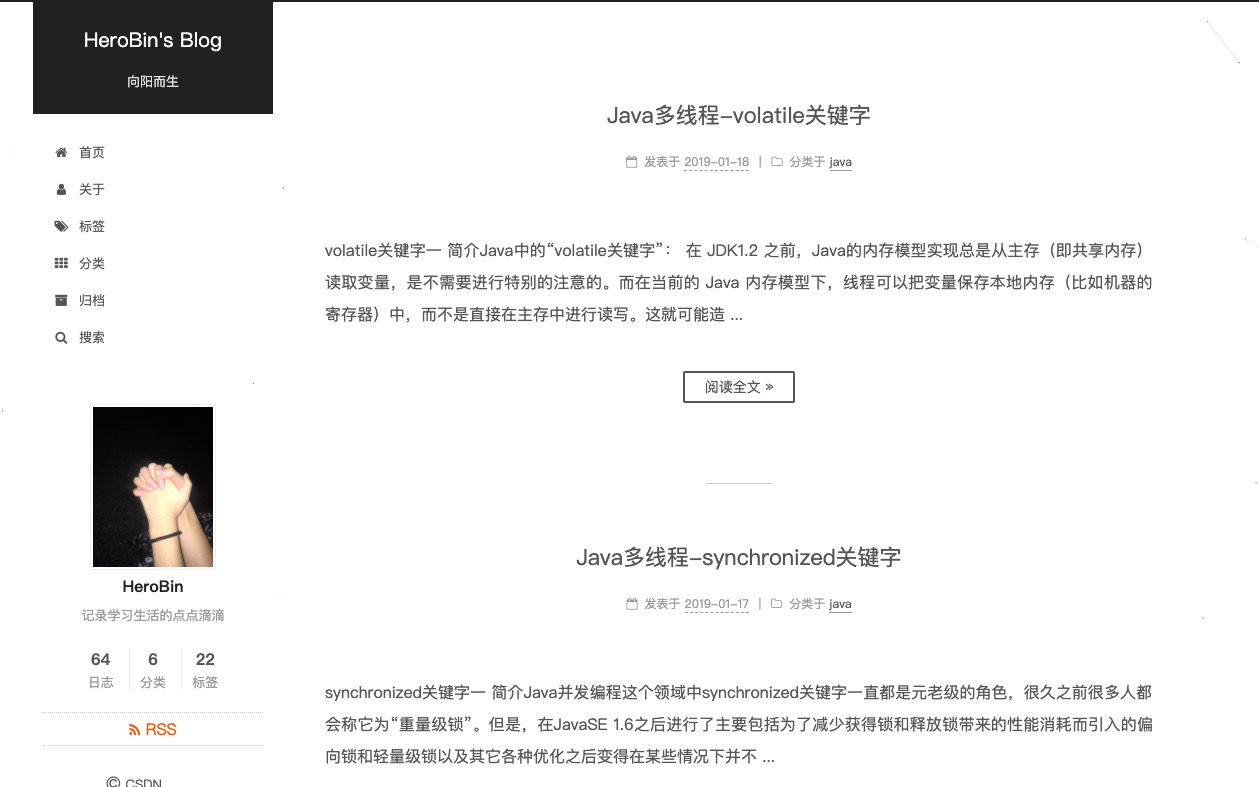 HeroBin's Blog
向阳而生
首页
关于
标签
分类
归档
搜索
HeroBin
记录学习生活的点点滴滴
64 6 22
日志 分类 标签
RSS
© CSDN
Java多线程-volatile关键字
发表于 2019-01-18 | 分类于 java
volatile关键字一 简介Java中的“volatile关键字”： 在 JDK1.2 之前，Java的内存模型实现总是从主存（即共享内存）
读取变量，是不需要进行特别的注意的。而在当前的 Java 内存模型下，线程可以把变量保存本地内存（比如机器的
寄存器）中，而不是直接在主存中进行读写。这就可能造 ...
阅读全文 »
Java多线程-synchronized关键字
发表于 2019-01-17 | 分类于 java
synchronized关键字一 简介Java并发编程这个领域中synchronized关键字一直都是元老级的角色，很久之前很多人都
会称它为“重量级锁”。但是，在JavaSE 1.6之后进行了主要包括为了减少获得锁和释放锁带来的性能消耗而引入的偏
向锁和轻量级锁以及其它各种优化之后变得在某些情况下并不 ...